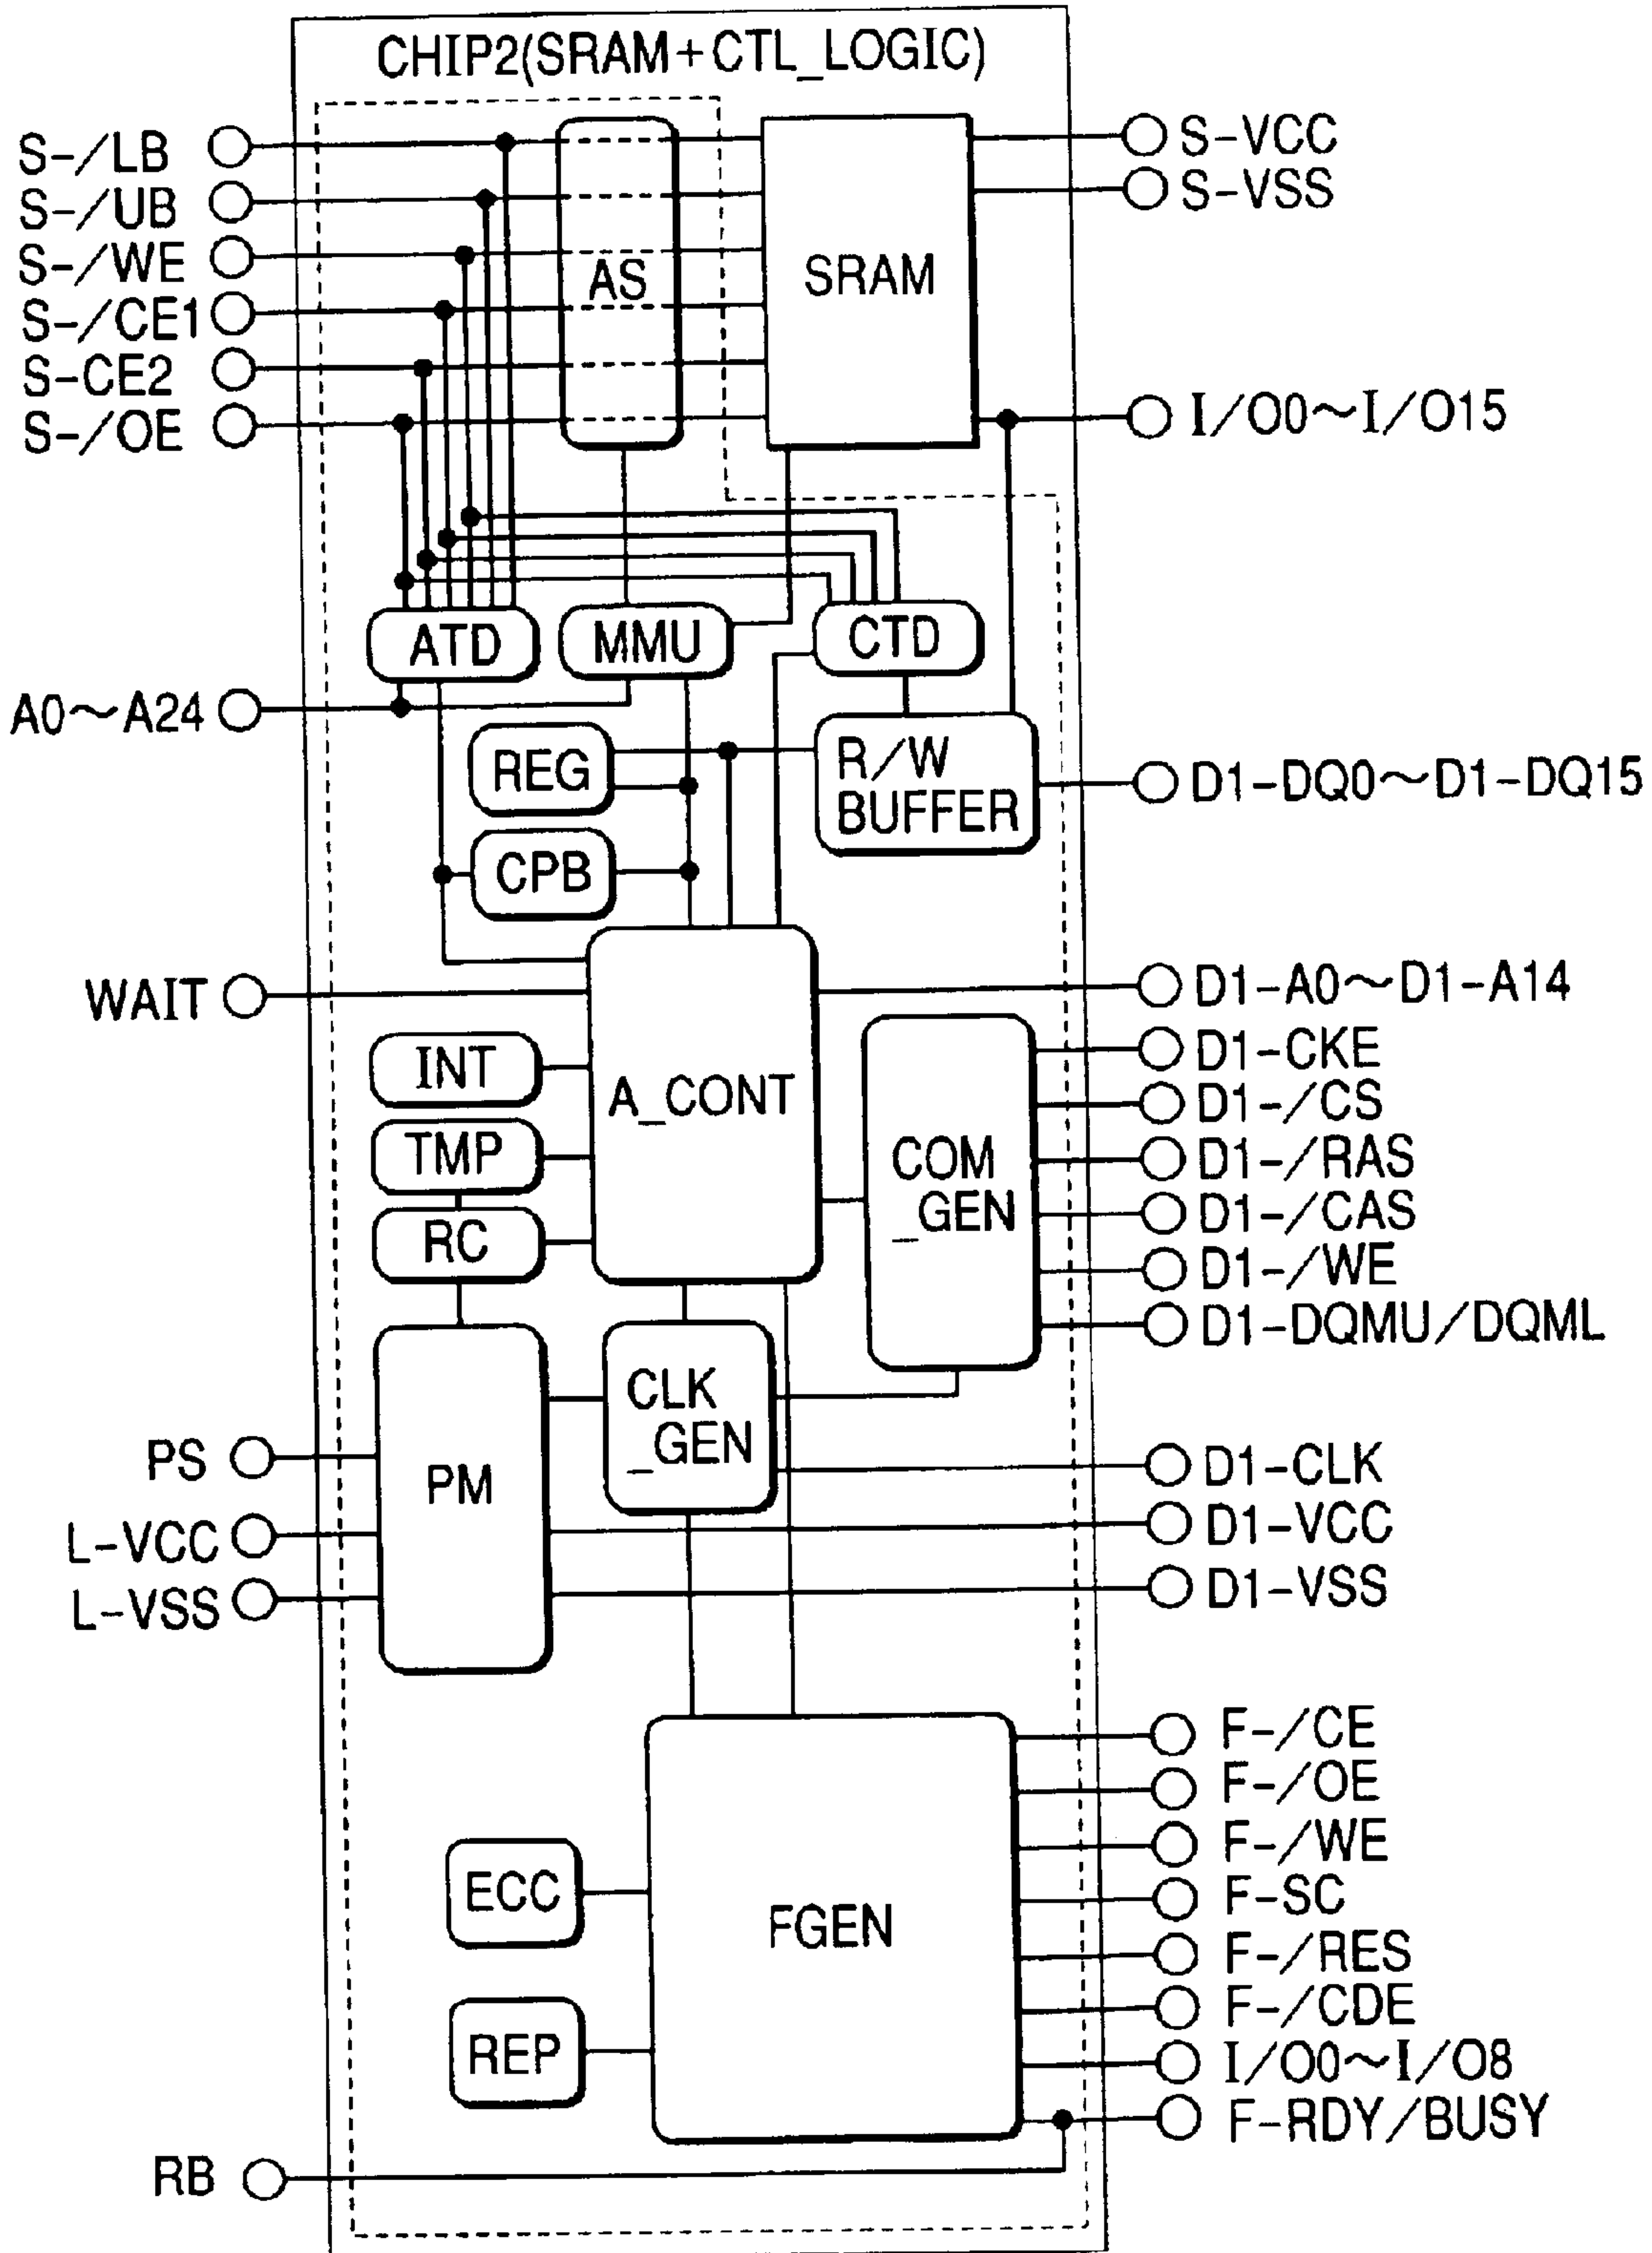 CHIP2(SRAM+CTL_LOGIC)
S-/LB
S-/UB
S-/WE
S-/CE1
S-CE2
S-/OE
AS
SRAM
S-VCC
S-VSS
I/O0~I/O15
ATD
MMU
CTD
A0~A24
REG
R/W
BUFFER
D1-DQ0~D1-DQ15
CPB
WAIT
A_CONT
D1-A0~D1-A14
INT
TMP
RC
COM
_GEN
D1-CKE
D1-/CS
D1-/RAS
D1-/CAS
D1-/WE
D1-DQMU/DQML
PS
L-VCC
L-VSS
PM
CLK
_GEN
D1-CLK
D1-VCC
D1-VSS
ECC
REP
FGEN
F-/CE
F-/OE
F-/WE
F-SC
F-/RES
F-/CDE
I/O0~I/O8
F-RDY/BUSY
RB